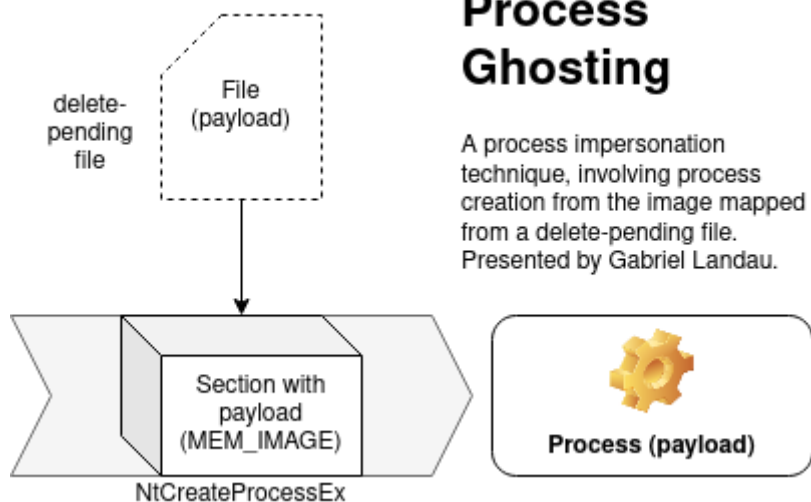 Process
Ghosting
delete-
pending
file
File
(payload)
A process impersonation
technique, involving process
creation from the image mapped
from a delete-pending file.
Presented by Gabriel Landau.
Section with
payload
(MEM_IMAGE)
Process (payload)
NtCreateProcessEx